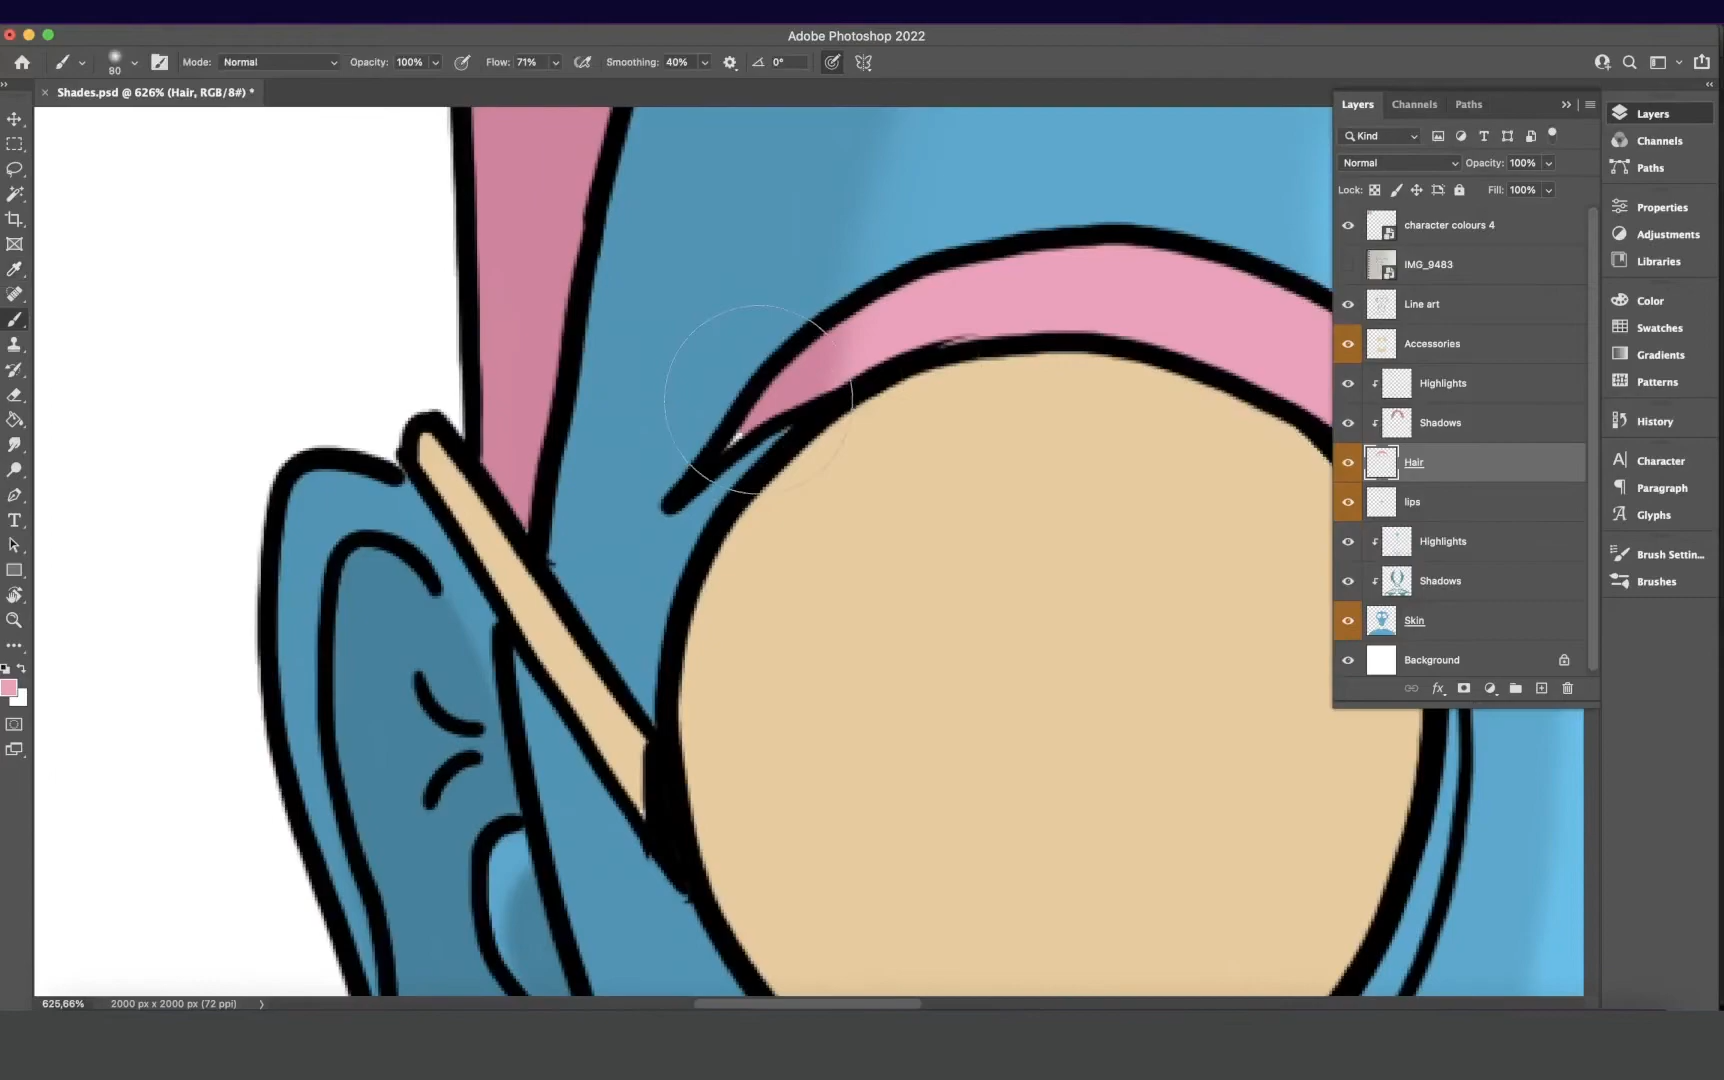 Adobe Photoshop 2022
80 Mode: Normal Opacity: 100% Flow: 71% Smoothing: 40% 0°
Shades.psd @ 626% (Hair, RGB/8#) *
Layers Channels Paths
Kind
Normal Opacity: 100%
Lock: Fill: 100%
character colours 4
IMG_9483
Line art
Accessories
Highlights
Shadows
Hair
lips
Highlights
Shadows
Skin
Background
fx
Layers
Channels
Paths
Properties
Adjustments
Libraries
Color
Swatches
Gradients
Patterns
History
Character
Paragraph
Glyphs
Brush Settin...
Brushes
625,66% 2000 px x 2000 px (72 ppi)